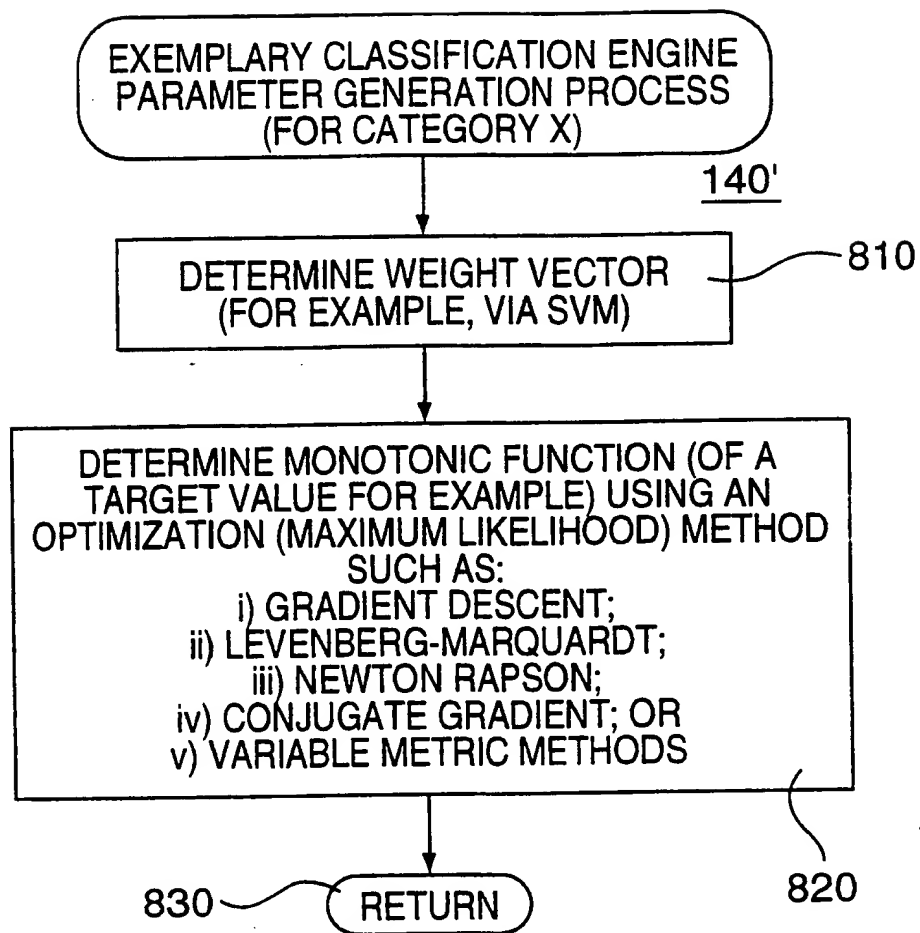 EXEMPLARY CLASSIFICATION ENGINE
PARAMETER GENERATION PROCESS
(FOR CATEGORY X)
140'
DETERMINE WEIGHT VECTOR
(FOR EXAMPLE, VIA SVM)
810
DETERMINE MONOTONIC FUNCTION (OF A
TARGET VALUE FOR EXAMPLE) USING AN
OPTIMIZATION (MAXIMUM LIKELIHOOD) METHOD
SUCH AS:
i) GRADIENT DESCENT;
ii) LEVENBERG-MARQUARDT;
iii) NEWTON RAPSON;
iv) CONJUGATE GRADIENT; OR
v) VARIABLE METRIC METHODS
820
830
RETURN